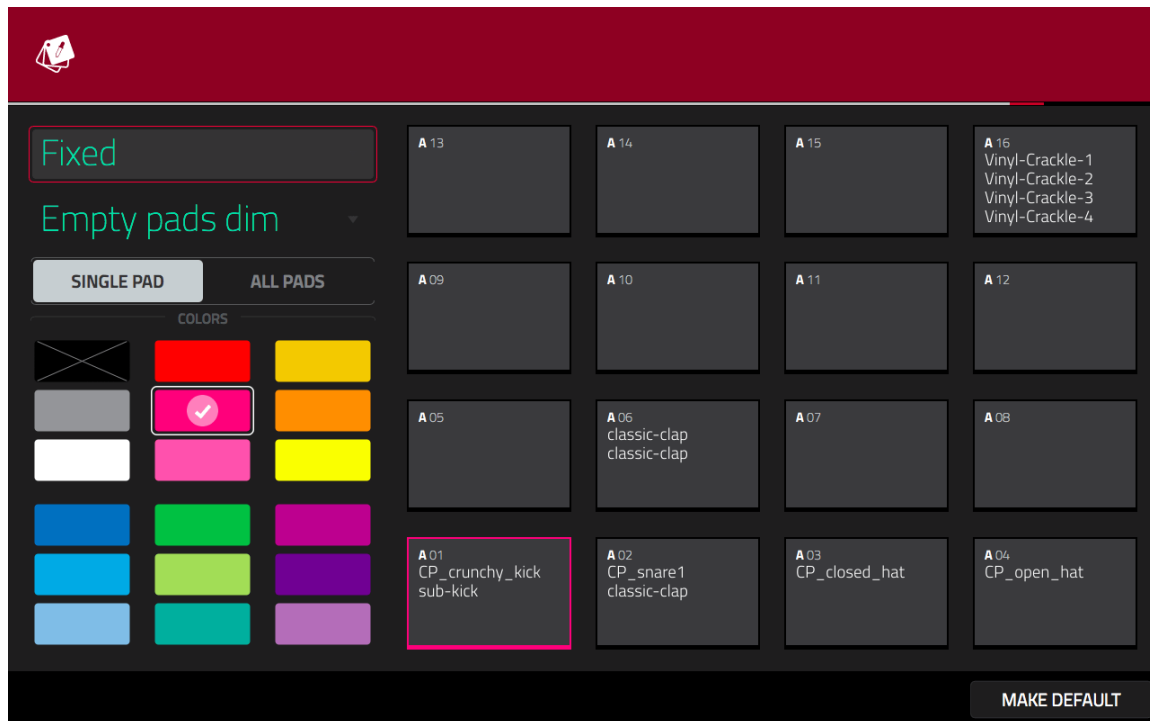 Fixed
Empty pads dim
SINGLE PAD
ALL PADS
COLORS
A 13
A 14
A 15
A 16
Vinyl-Crackle-1
Vinyl-Crackle-2
Vinyl-Crackle-3
Vinyl-Crackle-4
A 09
A 10
A 11
A 12
A 05
A 06
classic-clap
classic-clap
A 07
A 08
A 01
CP_crunchy_kick
sub-kick
A 02
CP_snare1
classic-clap
A 03
CP_closed_hat
A 04
CP_open_hat
MAKE DEFAULT